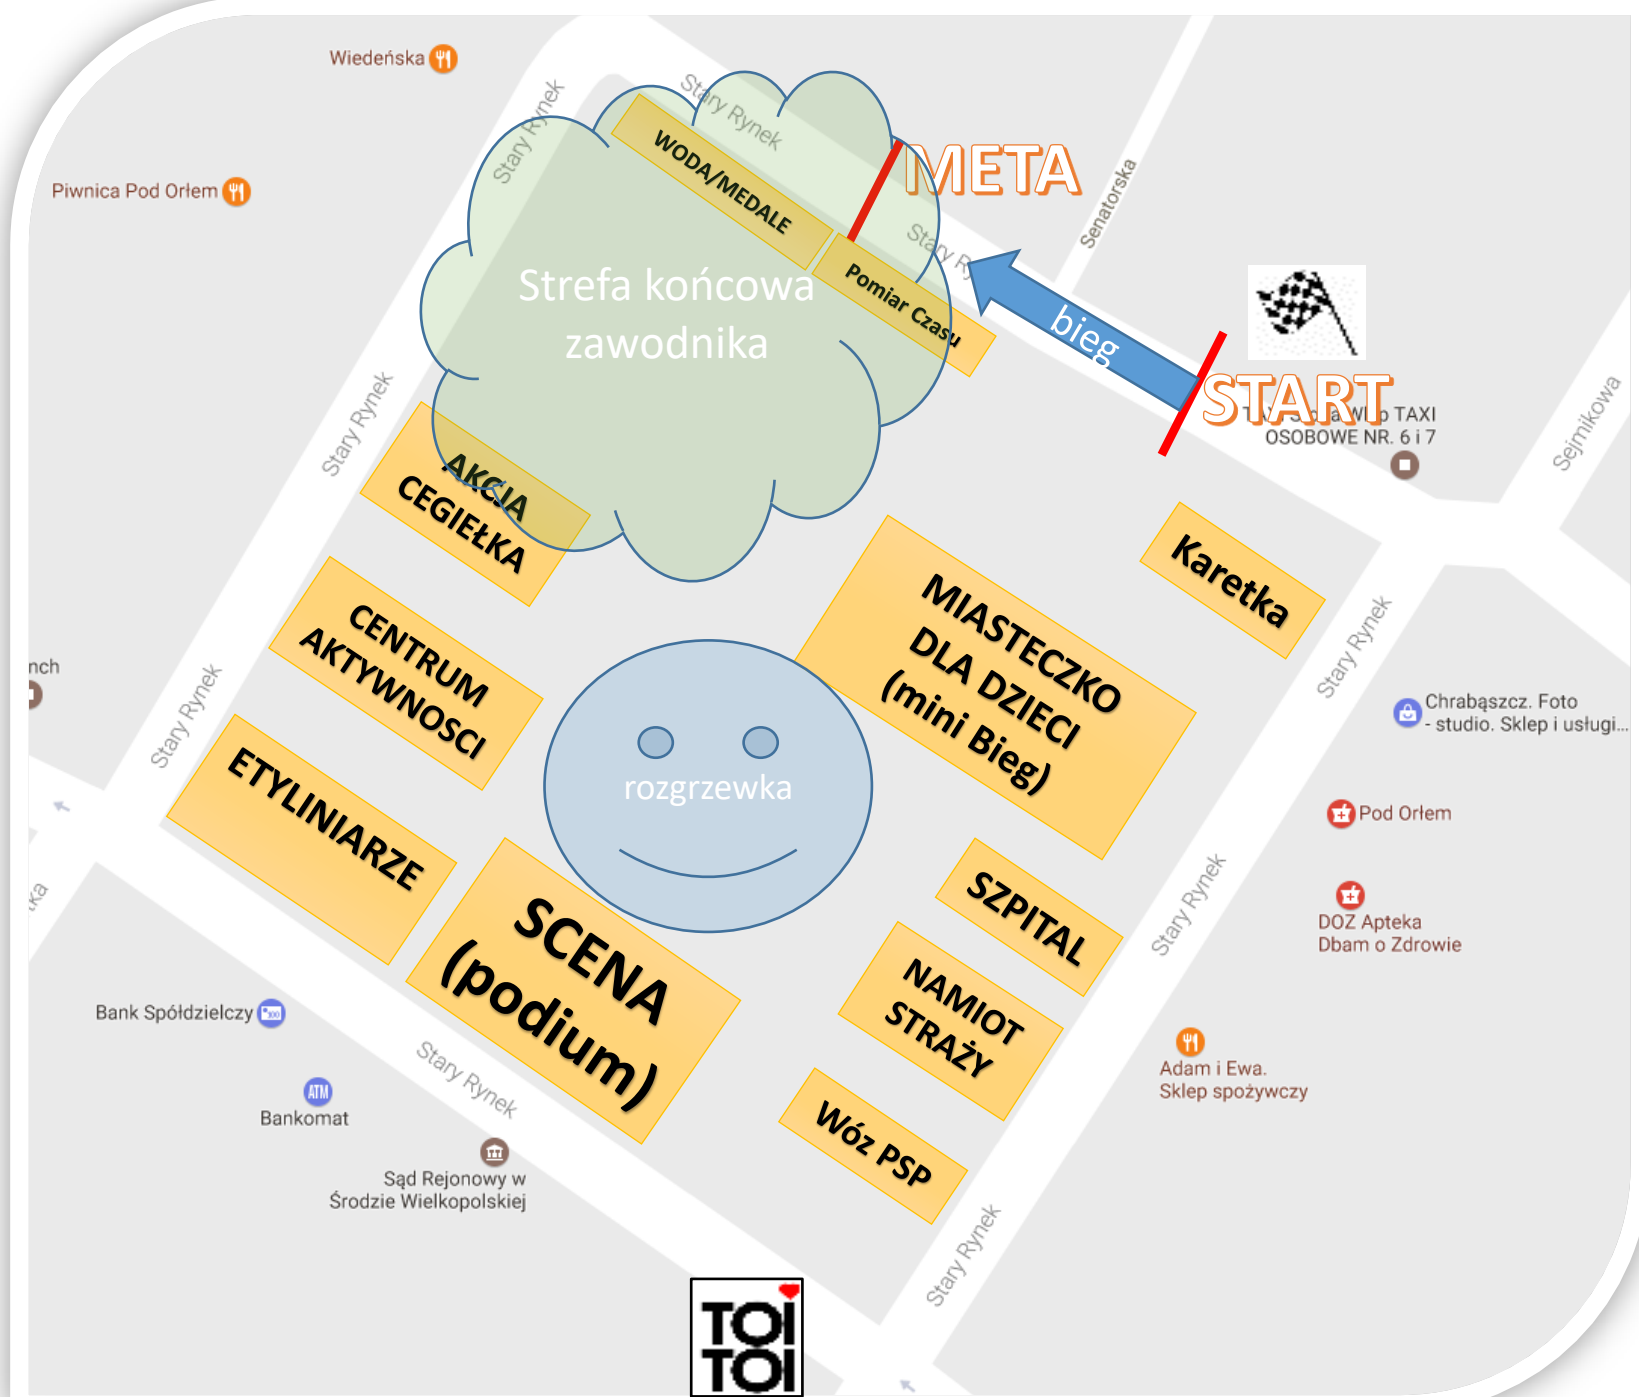 Wiedeńska
Stary Rynek
Stary Rynek
META
Piwnica Pod Orłem
WODA/MEDALE
Senatorska
Pomiar Czasu
Strefa końcowa
zawodnika
bieg
START
OSOBOWE NR. 6 i 7
Sejmikowa
Stary Rynek
AKCJA
CEGIEŁKA
Karetka
MIASTECZKO
DLA DZIECI
(mini Bieg)
CENTRUM
AKTYWNOSCI
Stary Rynek
Stary Rynek
nch
Chrabąszcz. Foto
- studio. Sklep i usługi...
rozgrzewka
ETYLINIARZE
Pod Orłem
SZPITAL
Stary Rynek
DOZ Apteka
Dbam o Zdrowie
SCENA
(podium)
NAMIOT
STRAŻY
Bank Spółdzielczy
Adam i Ewa.
Sklep spożywczy
ATM
Bankomat
Stary Rynek
Wóz PSP
Sąd Rejonowy w
Środzie Wielkopolskiej
Stary Rynek
TOI
TOI